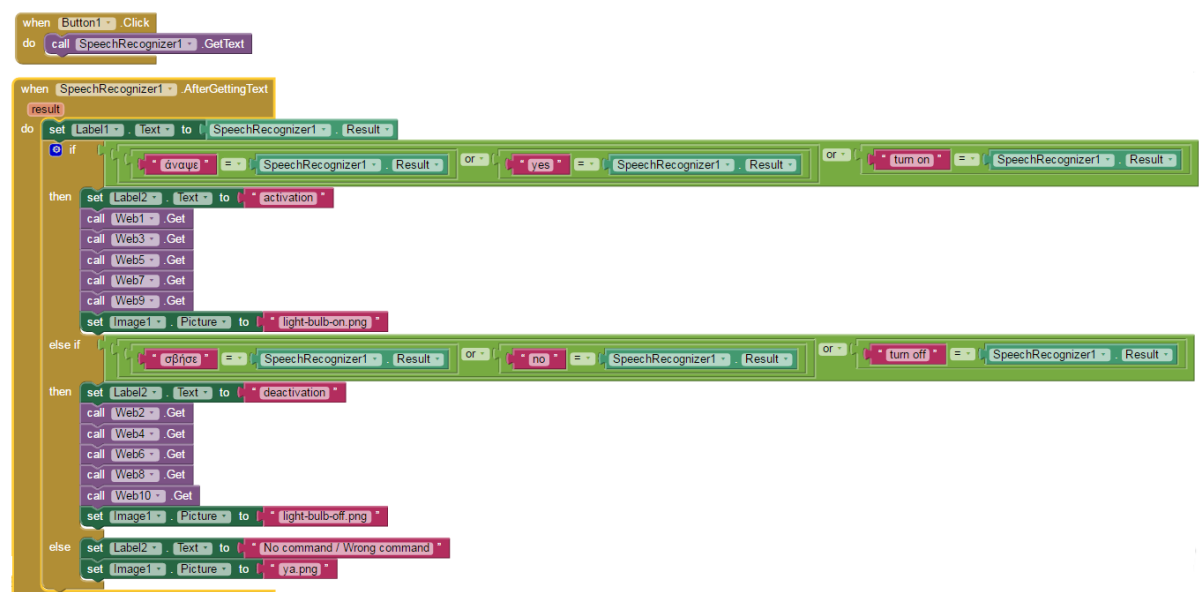 when Button1 .Click
do call SpeechRecognizer1 .GetText
when SpeechRecognizer1 .AfterGettingText
result
do set Label1 . Text to SpeechRecognizer1 . Result
if " άναψε " = SpeechRecognizer1 . Result or " yes " = SpeechRecognizer1 . Result or " turn on " = SpeechRecognizer1 . Result
then set Label2 . Text to " activation "
call Web1 .Get
call Web3 .Get
call Web5 .Get
call Web7 .Get
call Web9 .Get
set Image1 . Picture to " light-bulb-on.png "
else if " σβήσε " = SpeechRecognizer1 . Result or " no " = SpeechRecognizer1 . Result or " turn off " = SpeechRecognizer1 . Result
then set Label2 . Text to " deactivation "
call Web2 .Get
call Web4 .Get
call Web6 .Get
call Web8 .Get
call Web10 .Get
set Image1 . Picture to " light-bulb-off.png "
else set Label2 . Text to " No command / Wrong command "
set Image1 . Picture to " ya.png "